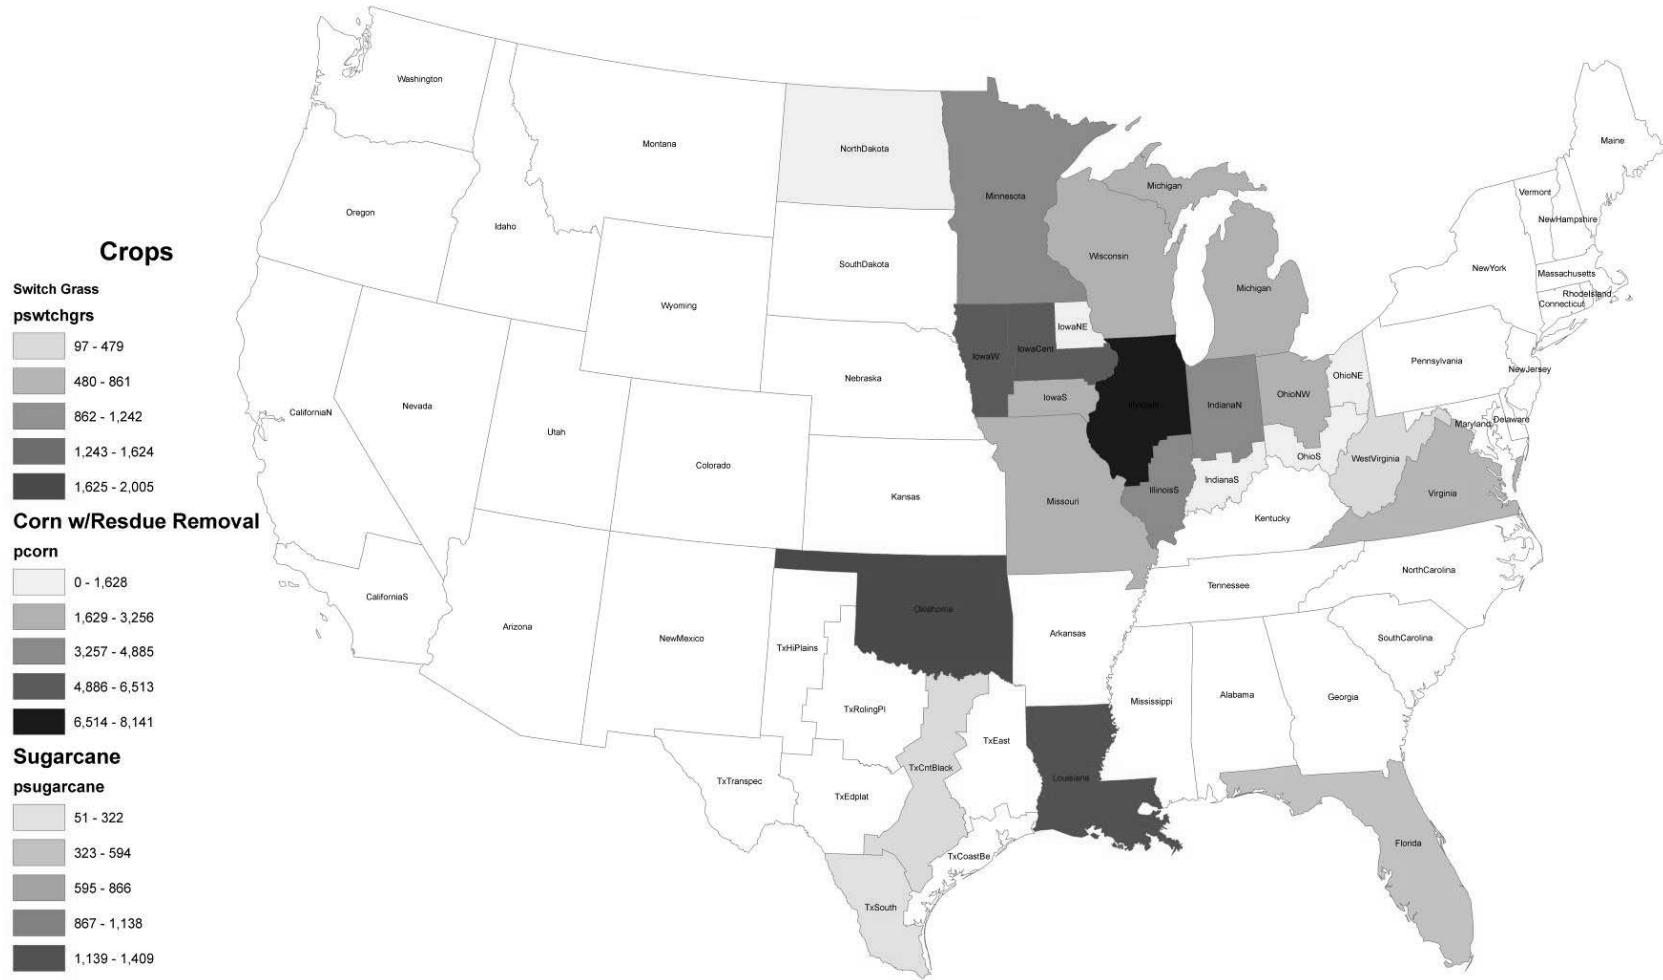 Crops
Switch Grass
pswtchgrs
97 - 479
480 - 861
862 - 1,242
1,243 - 1,624
1,625 - 2,005
Corn w/Resdue Removal
pcorn
0 - 1,628
1,629 - 3,256
3,257 - 4,885
4,886 - 6,513
6,514 - 8,141
Sugarcane
psugarcane
51 - 322
323 - 594
595 - 866
867 - 1,138
1,139 - 1,409
Washington
Montana
NorthDakota
Minnesota
Michigan
Maine
Vermont
NewHampshire
Oregon
Idaho
SouthDakota
Wisconsin
Michigan
NewYork
Massachusetts
RhodeIsland
Connecticut
Wyoming
IowaNE
IowaW
IowaCent
Pennsylvania
NewJersey
Nebraska
OhioNE
OhioNW
IowaS
IndianaN
CaliforniaN
Nevada
Utah
Maryland
Delaware
Colorado
OhioS
WestVirginia
Kansas
Missouri
IllinoisS
IndianaS
Virginia
Kentucky
CaliforniaS
Arizona
NewMexico
Oklahoma
Tennessee
NorthCarolina
TxHiPlains
Arkansas
SouthCarolina
TxRolingPl
Mississippi
Alabama
Georgia
TxEast
TxTranspec
TxEdplat
TxCntBlack
Louisiana
TxCoastBe
Florida
TxSouth